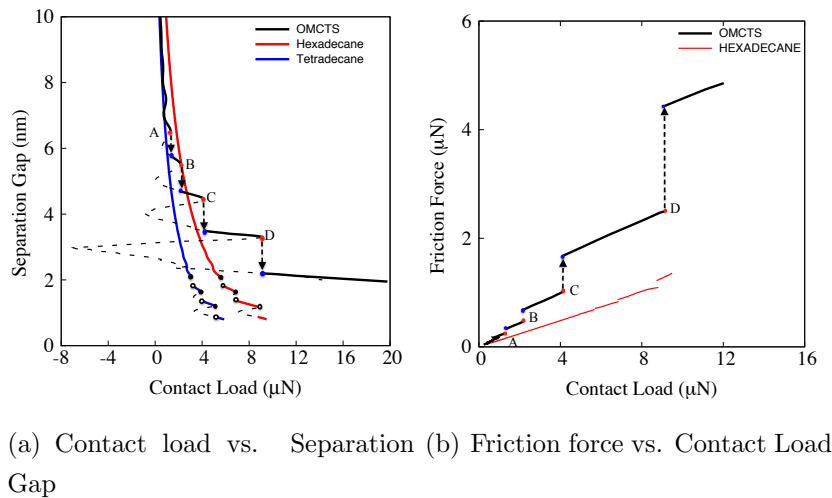 10
8
6
4
2
0
Separation Gap (nm)
OMCTS
Hexadecane
Tetradecane
A
B
C
D
-8
-4
0
4
8
12
16
20
Contact Load (μN)
6
4
2
0
Friction Force (μN)
OMCTS
HEXADECANE
A
B
C
D
0
4
8
12
16
Contact Load (μN)
(a) Contact load vs. Separation Gap
(b) Friction force vs. Contact Load